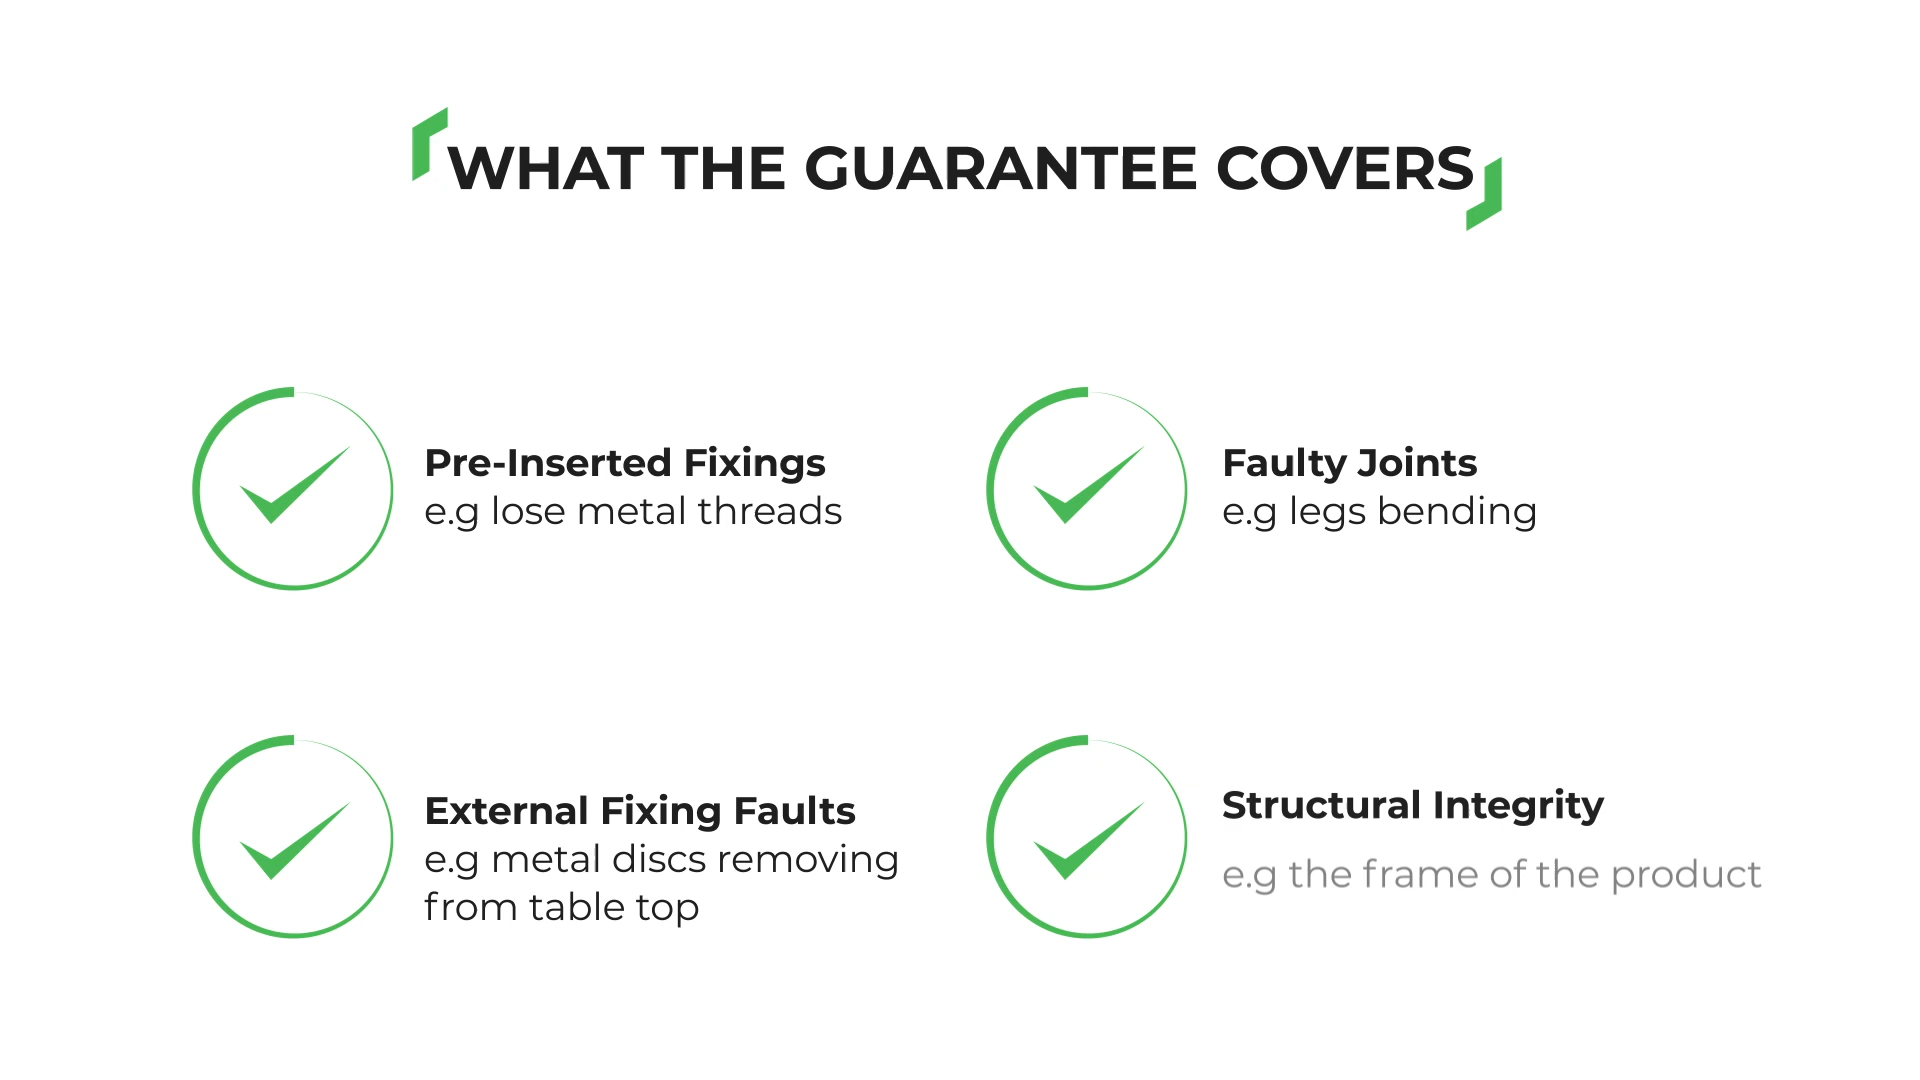 WHAT THE GUARANTEE COVERS
Pre-Inserted Fixings
e.g lose metal threads
Faulty Joints
e.g legs bending
External Fixing Faults
e.g metal discs removing
from table top
Structural Integrity
e.g the frame of the product